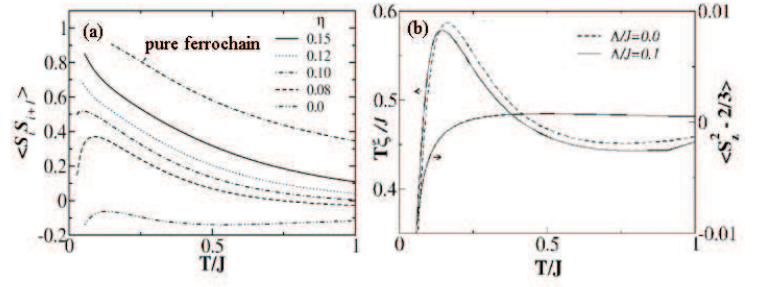 (a)
η
pure ferrochain
0.15
0.12
0.10
0.08
0.0
1
0.8
0.6
0.4
0.2
0
-0.2
<S_i S_{i+1}>
0
0.5
1
T/J
(b)
Λ/J=0.0
Λ/J=0.1
0.6
0.5
0.4
Tξ/J
0.01
0
-0.01
<S_z^2 - 2/3>
0
0.5
1
T/J